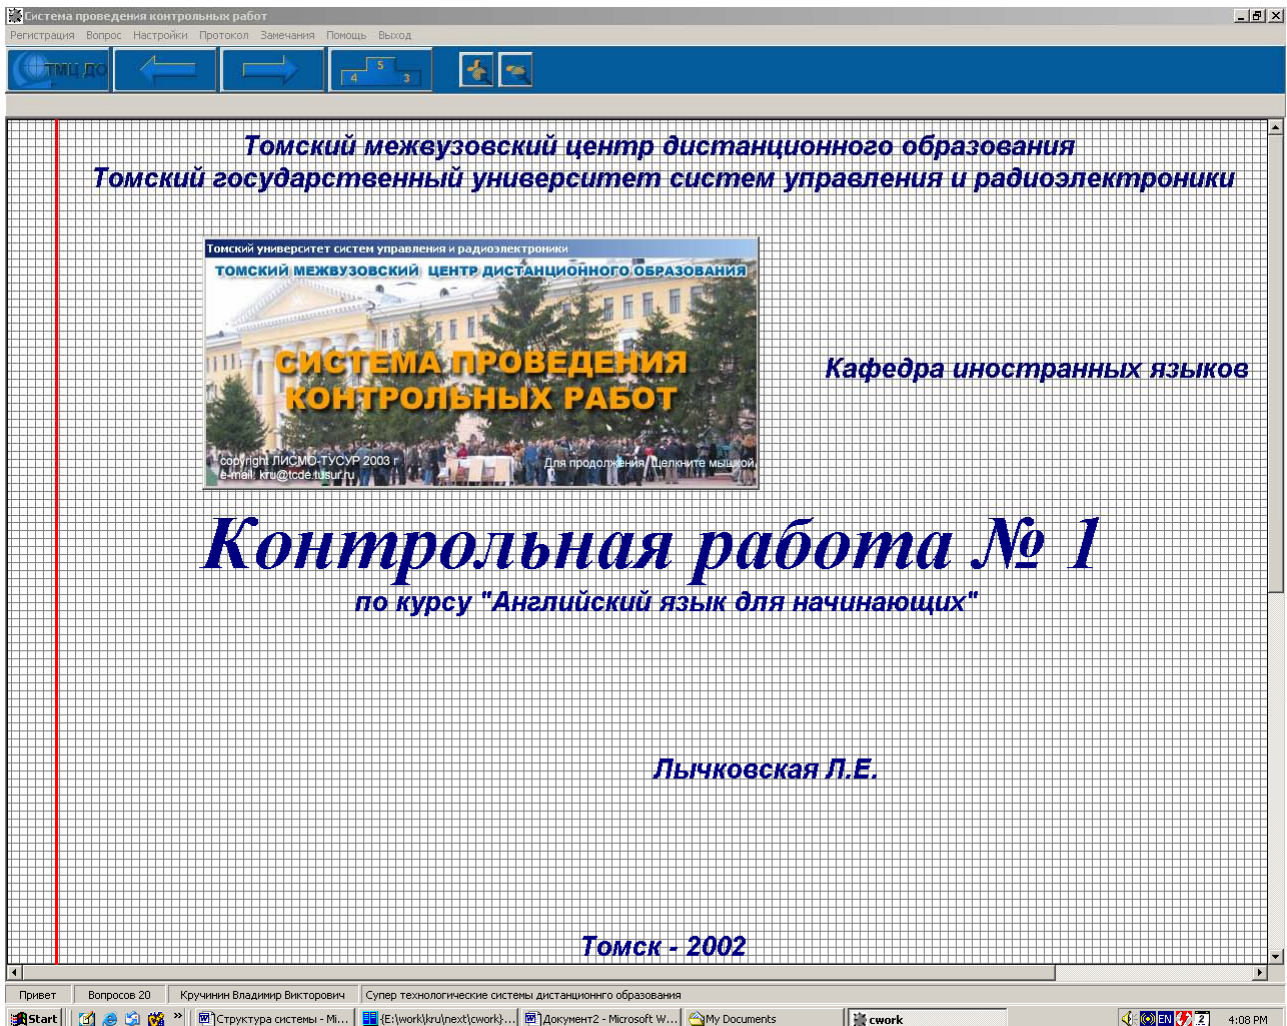 Система проведения контрольных работ
Регистрация Вопрос Настройки Протокол Замечания Помощь Выход
ТМЦ ДО
4 5 3
Томский межвузовский центр дистанционного образования
Томский государственный университет систем управления и радиоэлектроники
Томский университет систем управления и радиоэлектроники
ТОМСКИЙ МЕЖВУЗОВСКИЙ ЦЕНТР ДИСТАНЦИОННОГО ОБРАЗОВАНИЯ
СИСТЕМА ПРОВЕДЕНИЯ
КОНТРОЛЬНЫХ РАБОТ
copyright ЛИСМО-ТУСУР 2003 г
e-mail: kru@tcde.tusur.ru
Для продолжения, щелкните мышкой
Кафедра иностранных языков
Контрольная работа № 1
по курсу "Английский язык для начинающих"
Лычковская Л.Е.
Томск - 2002
Привет Вопросов 20 Кручинин Владимир Викторович Супер технологические системы дистанционнго образования
Start » Структура системы - Mi... {E:\work\kru\next\cwork}... Документ2 - Microsoft W... My Documents cwork EN 2 4:08 PM